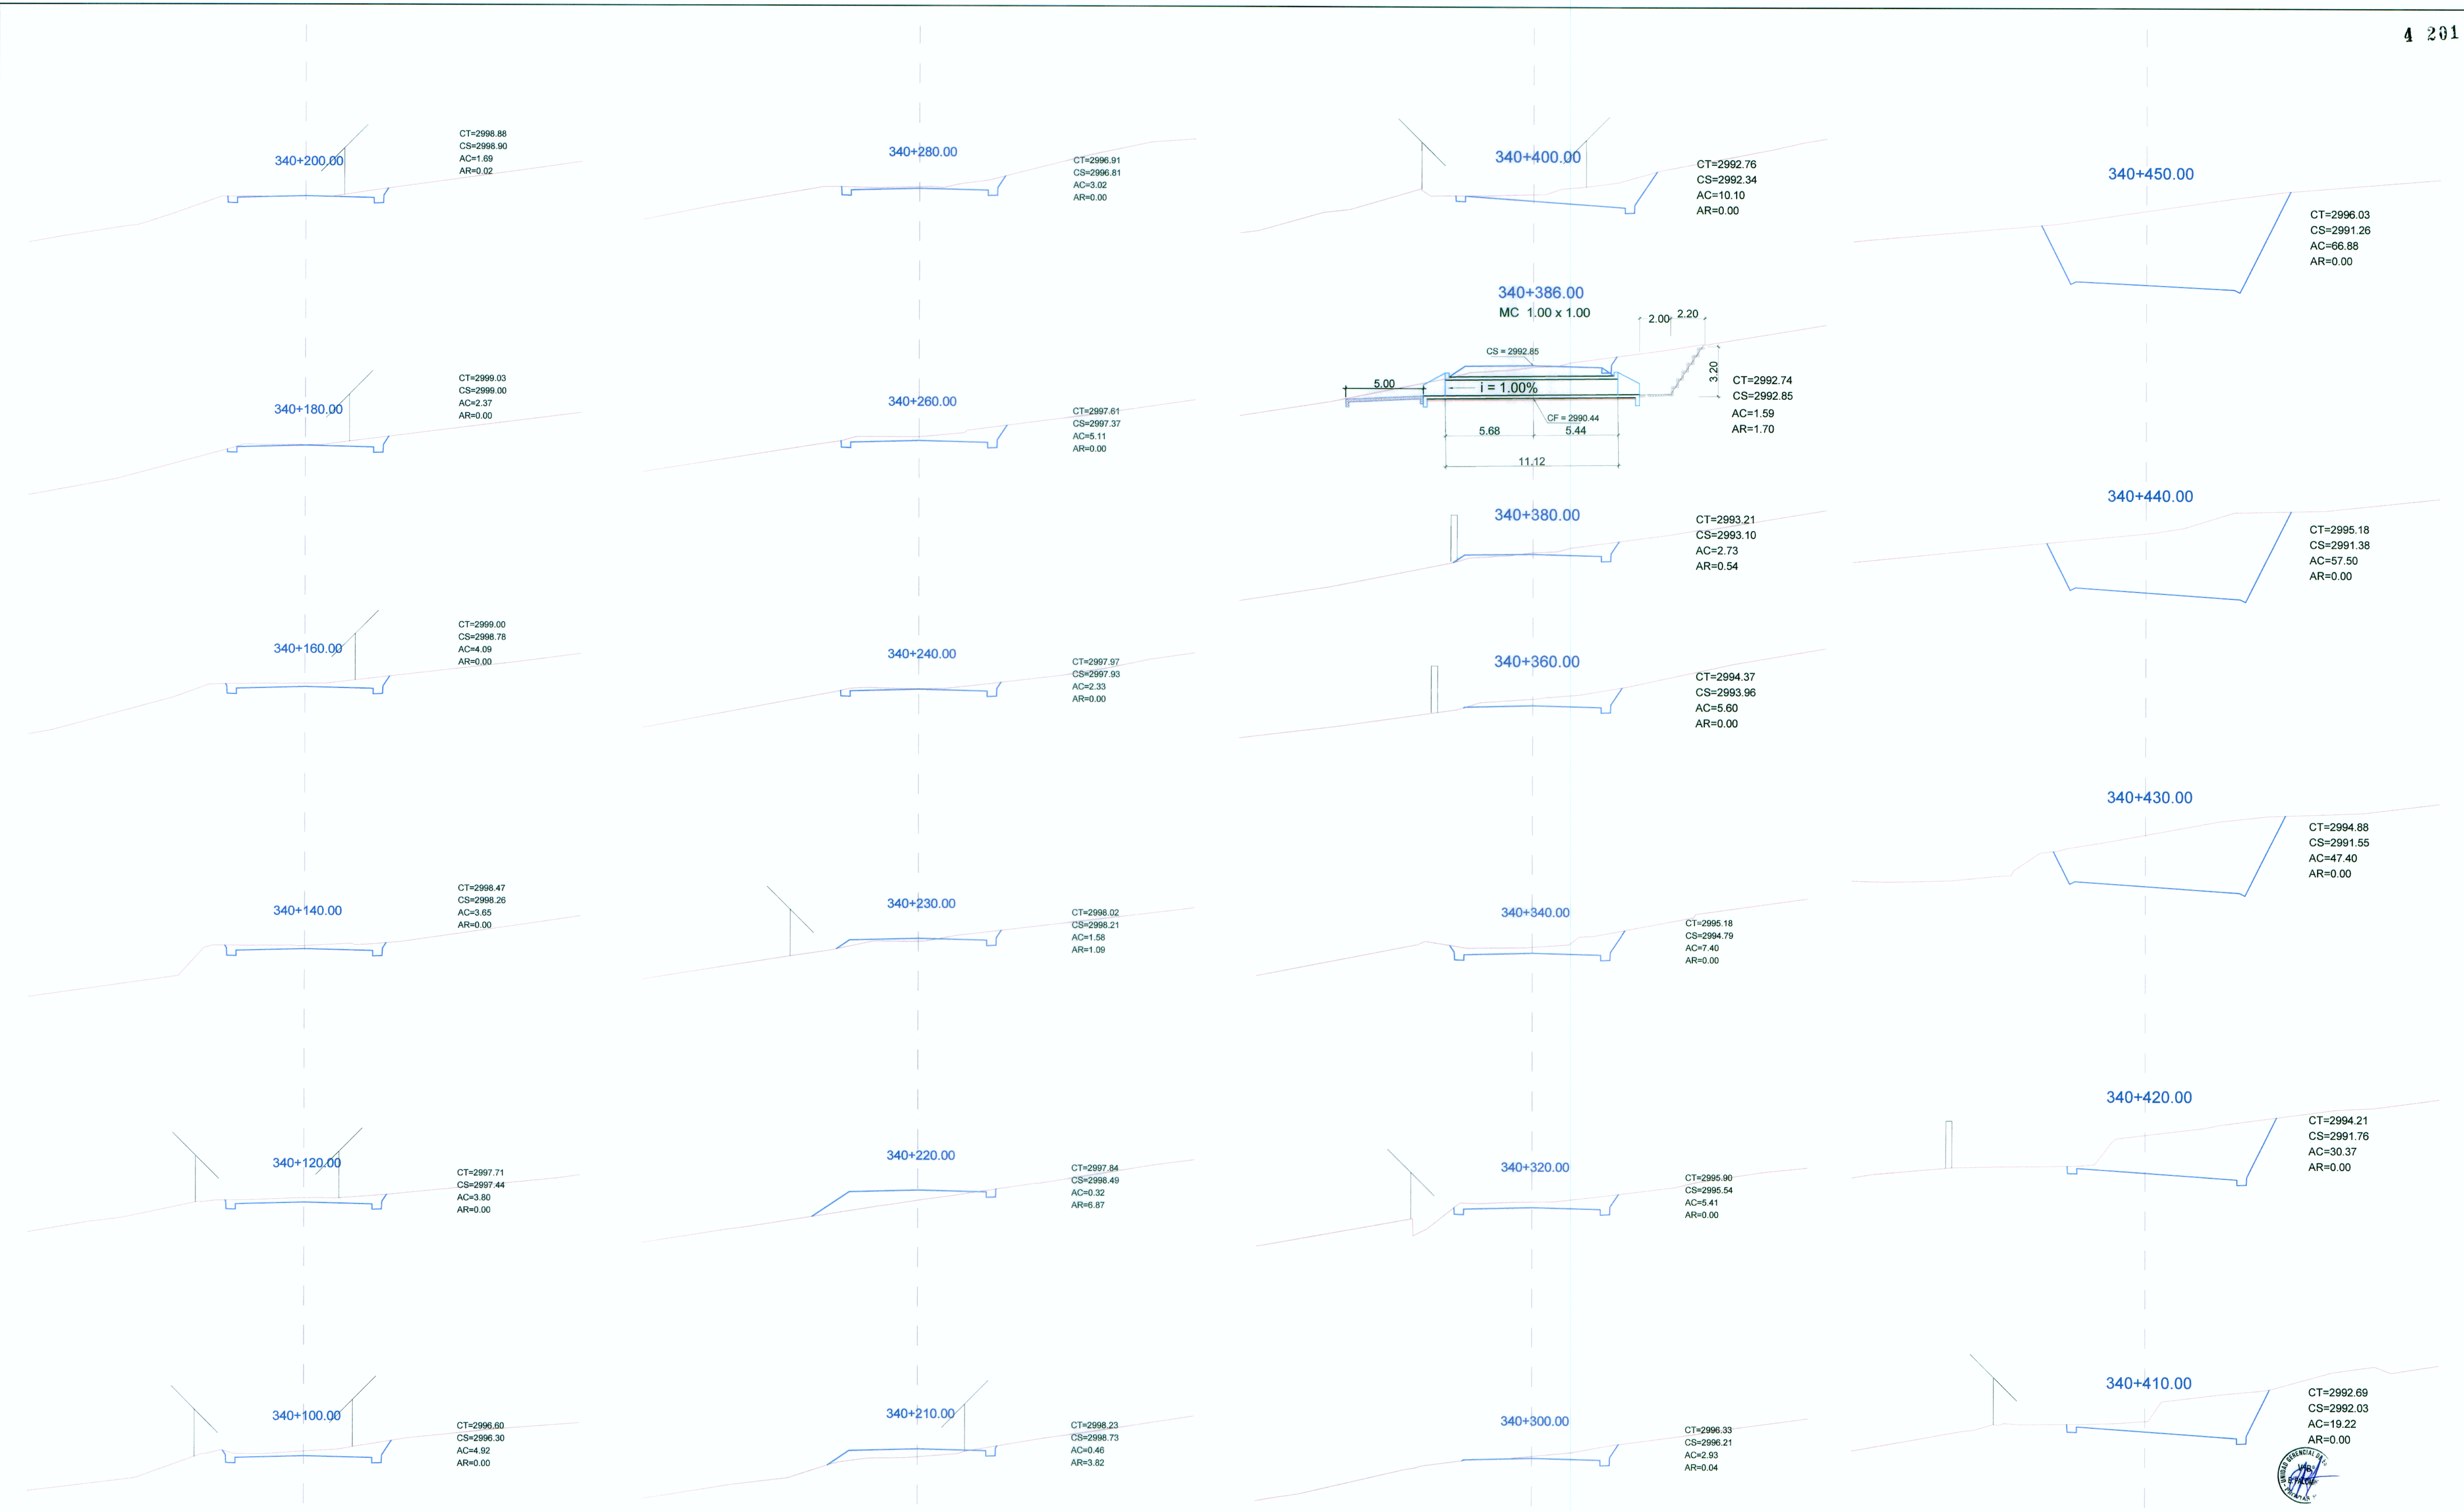 4 201
340+200.00
CT=2998.88
CS=2998.90
AC=1.69
AR=0.02
340+180.00
CT=2999.03
CS=2999.00
AC=2.37
AR=0.00
340+160.00
CT=2999.00
CS=2998.78
AC=4.09
AR=0.00
340+140.00
CT=2998.47
CS=2998.26
AC=3.65
AR=0.00
340+120.00
CT=2997.71
CS=2997.44
AC=3.80
AR=0.00
340+100.00
CT=2996.60
CS=2996.30
AC=4.92
AR=0.00
340+280.00
CT=2996.91
CS=2996.81
AC=3.02
AR=0.00
340+260.00
CT=2997.61
CS=2997.37
AC=5.11
AR=0.00
340+240.00
CT=2997.97
CS=2997.93
AC=2.33
AR=0.00
340+230.00
CT=2998.02
CS=2998.21
AC=1.58
AR=1.09
340+220.00
CT=2997.84
CS=2998.49
AC=0.32
AR=6.87
340+210.00
CT=2998.23
CS=2998.73
AC=0.46
AR=3.82
340+400.00
CT=2992.76
CS=2992.34
AC=10.10
AR=0.00
340+386.00
MC 1.00 x 1.00
2.00 2.20
CS = 2992.85
3.20
5.00
i = 1.00%
CT=2992.74
CS=2992.85
AC=1.59
AR=1.70
CF = 2990.44
5.68 5.44
11.12
340+380.00
CT=2993.21
CS=2993.10
AC=2.73
AR=0.54
340+360.00
CT=2994.37
CS=2993.96
AC=5.60
AR=0.00
340+340.00
CT=2995.18
CS=2994.79
AC=7.40
AR=0.00
340+320.00
CT=2995.90
CS=2995.54
AC=5.41
AR=0.00
340+300.00
CT=2996.33
CS=2996.21
AC=2.93
AR=0.04
340+450.00
CT=2996.03
CS=2991.26
AC=66.88
AR=0.00
340+440.00
CT=2995.18
CS=2991.38
AC=57.50
AR=0.00
340+430.00
CT=2994.88
CS=2991.55
AC=47.40
AR=0.00
340+420.00
CT=2994.21
CS=2991.76
AC=30.37
AR=0.00
340+410.00
CT=2992.69
CS=2992.03
AC=19.22
AR=0.00
UNIDAD GERENCIAL